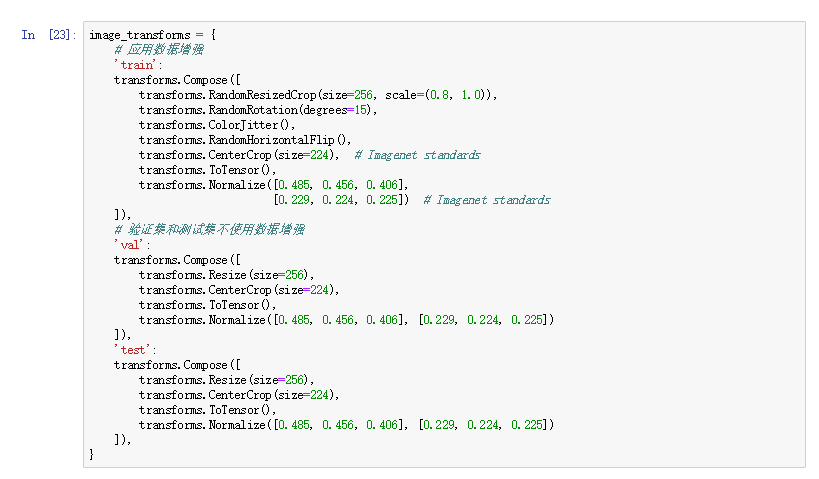 In [23]: image_transforms = {
    # 应用数据增强
    'train':
    transforms.Compose([
        transforms.RandomResizedCrop(size=256, scale=(0.8, 1.0)),
        transforms.RandomRotation(degrees=15),
        transforms.ColorJitter(),
        transforms.RandomHorizontalFlip(),
        transforms.CenterCrop(size=224),  # Imagenet standards
        transforms.ToTensor(),
        transforms.Normalize([0.485, 0.456, 0.406],
                             [0.229, 0.224, 0.225])  # Imagenet standards
    ]),
    # 验证集和测试集不使用数据增强
    'val':
    transforms.Compose([
        transforms.Resize(size=256),
        transforms.CenterCrop(size=224),
        transforms.ToTensor(),
        transforms.Normalize([0.485, 0.456, 0.406], [0.229, 0.224, 0.225])
    ]),
    'test':
    transforms.Compose([
        transforms.Resize(size=256),
        transforms.CenterCrop(size=224),
        transforms.ToTensor(),
        transforms.Normalize([0.485, 0.456, 0.406], [0.229, 0.224, 0.225])
    ]),
}